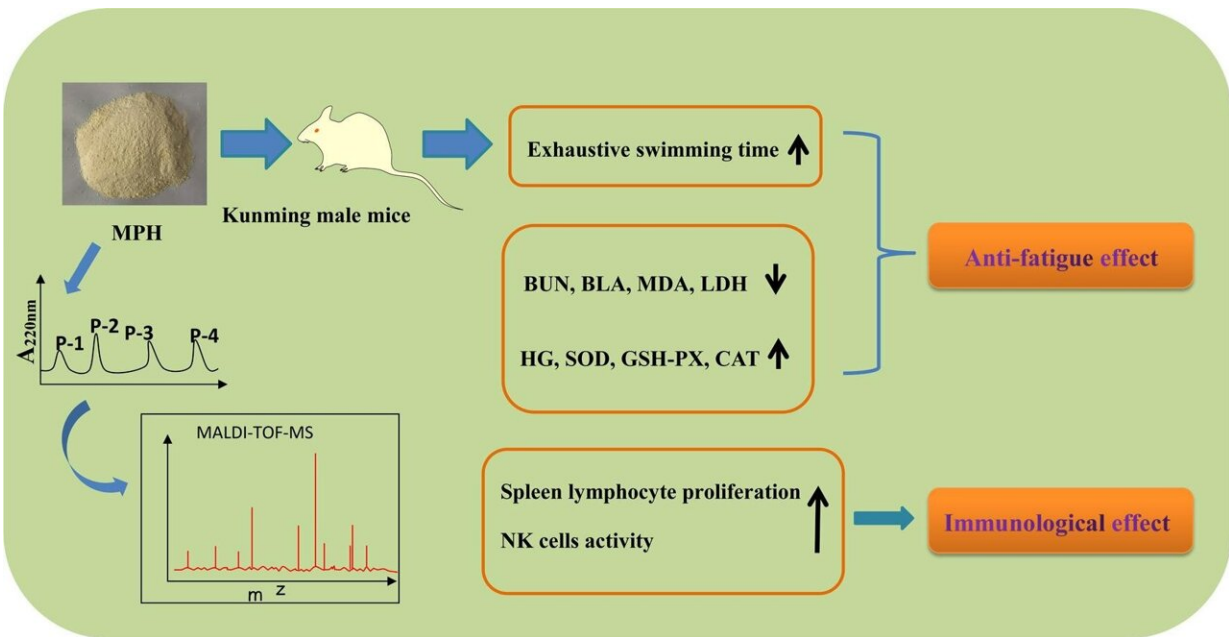 MPH
Kunming male mice
Exhaustive swimming time
BUN, BLA, MDA, LDH
HG, SOD, GSH-PX, CAT
Anti-fatigue effect
A220nm
P-1
P-2
P-3
P-4
MALDI-TOF-MS
m z
Spleen lymphocyte proliferation
NK cells activity
Immunological effect